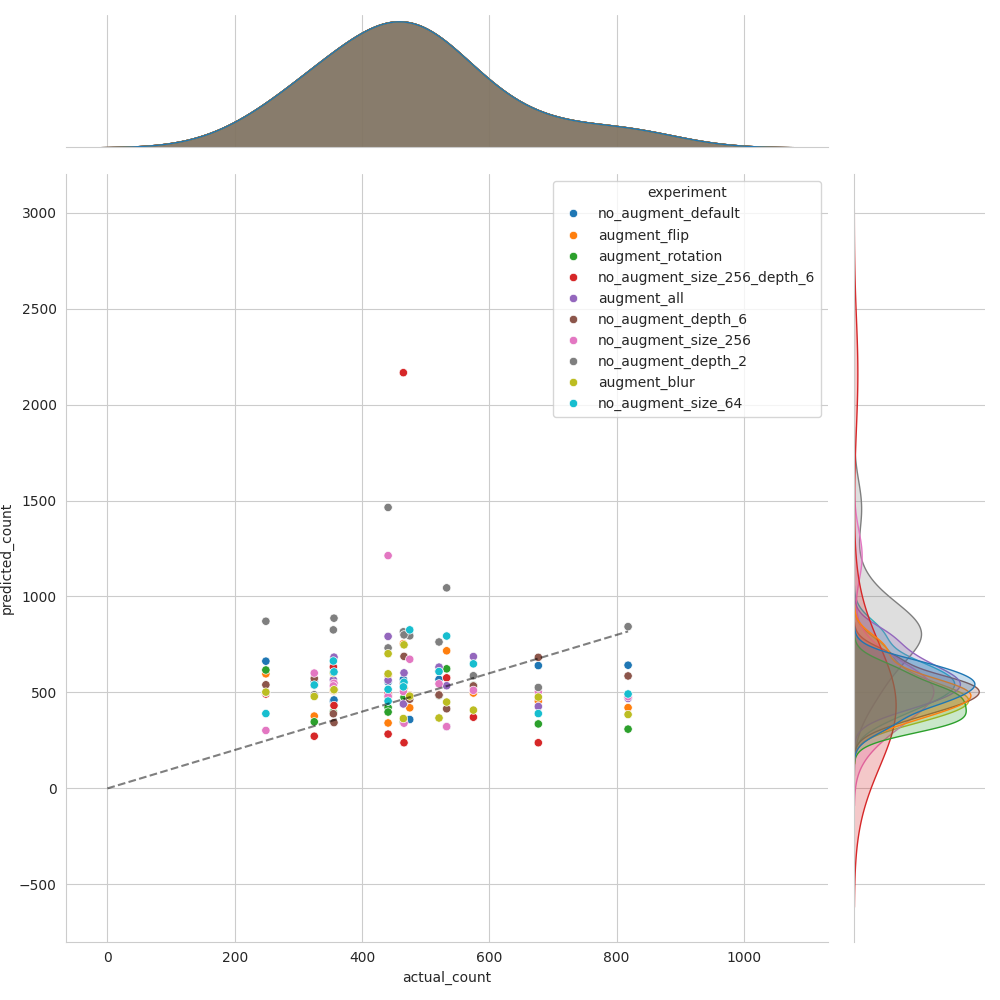 experiment
no_augment_default
augment_flip
augment_rotation
no_augment_size_256_depth_6
augment_all
no_augment_depth_6
no_augment_size_256
no_augment_depth_2
augment_blur
no_augment_size_64
3000
2500
2000
1500
1000
500
0
−500
predicted_count
0
200
400
600
800
1000
actual_count